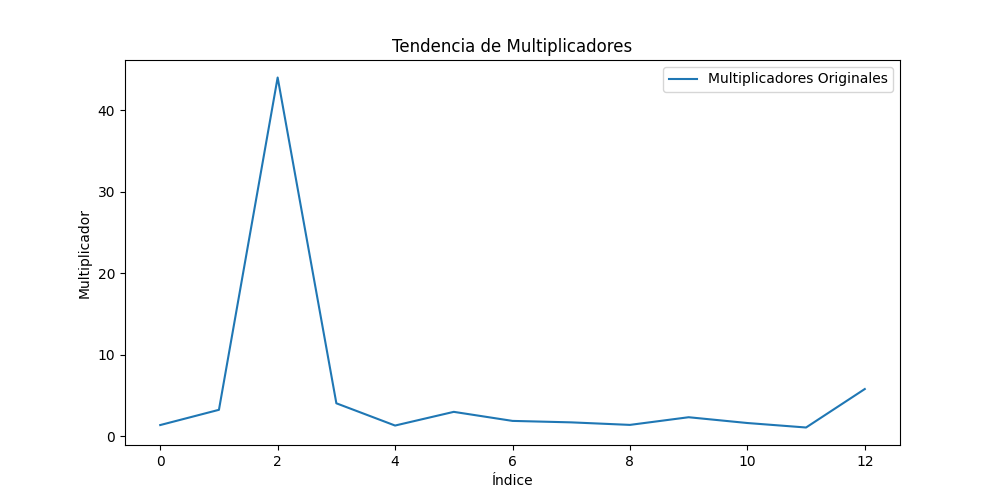 Tendencia de Multiplicadores
Multiplicadores Originales
40
30
20
10
0
Multiplicador
0 2 4 6 8 10 12
Índice